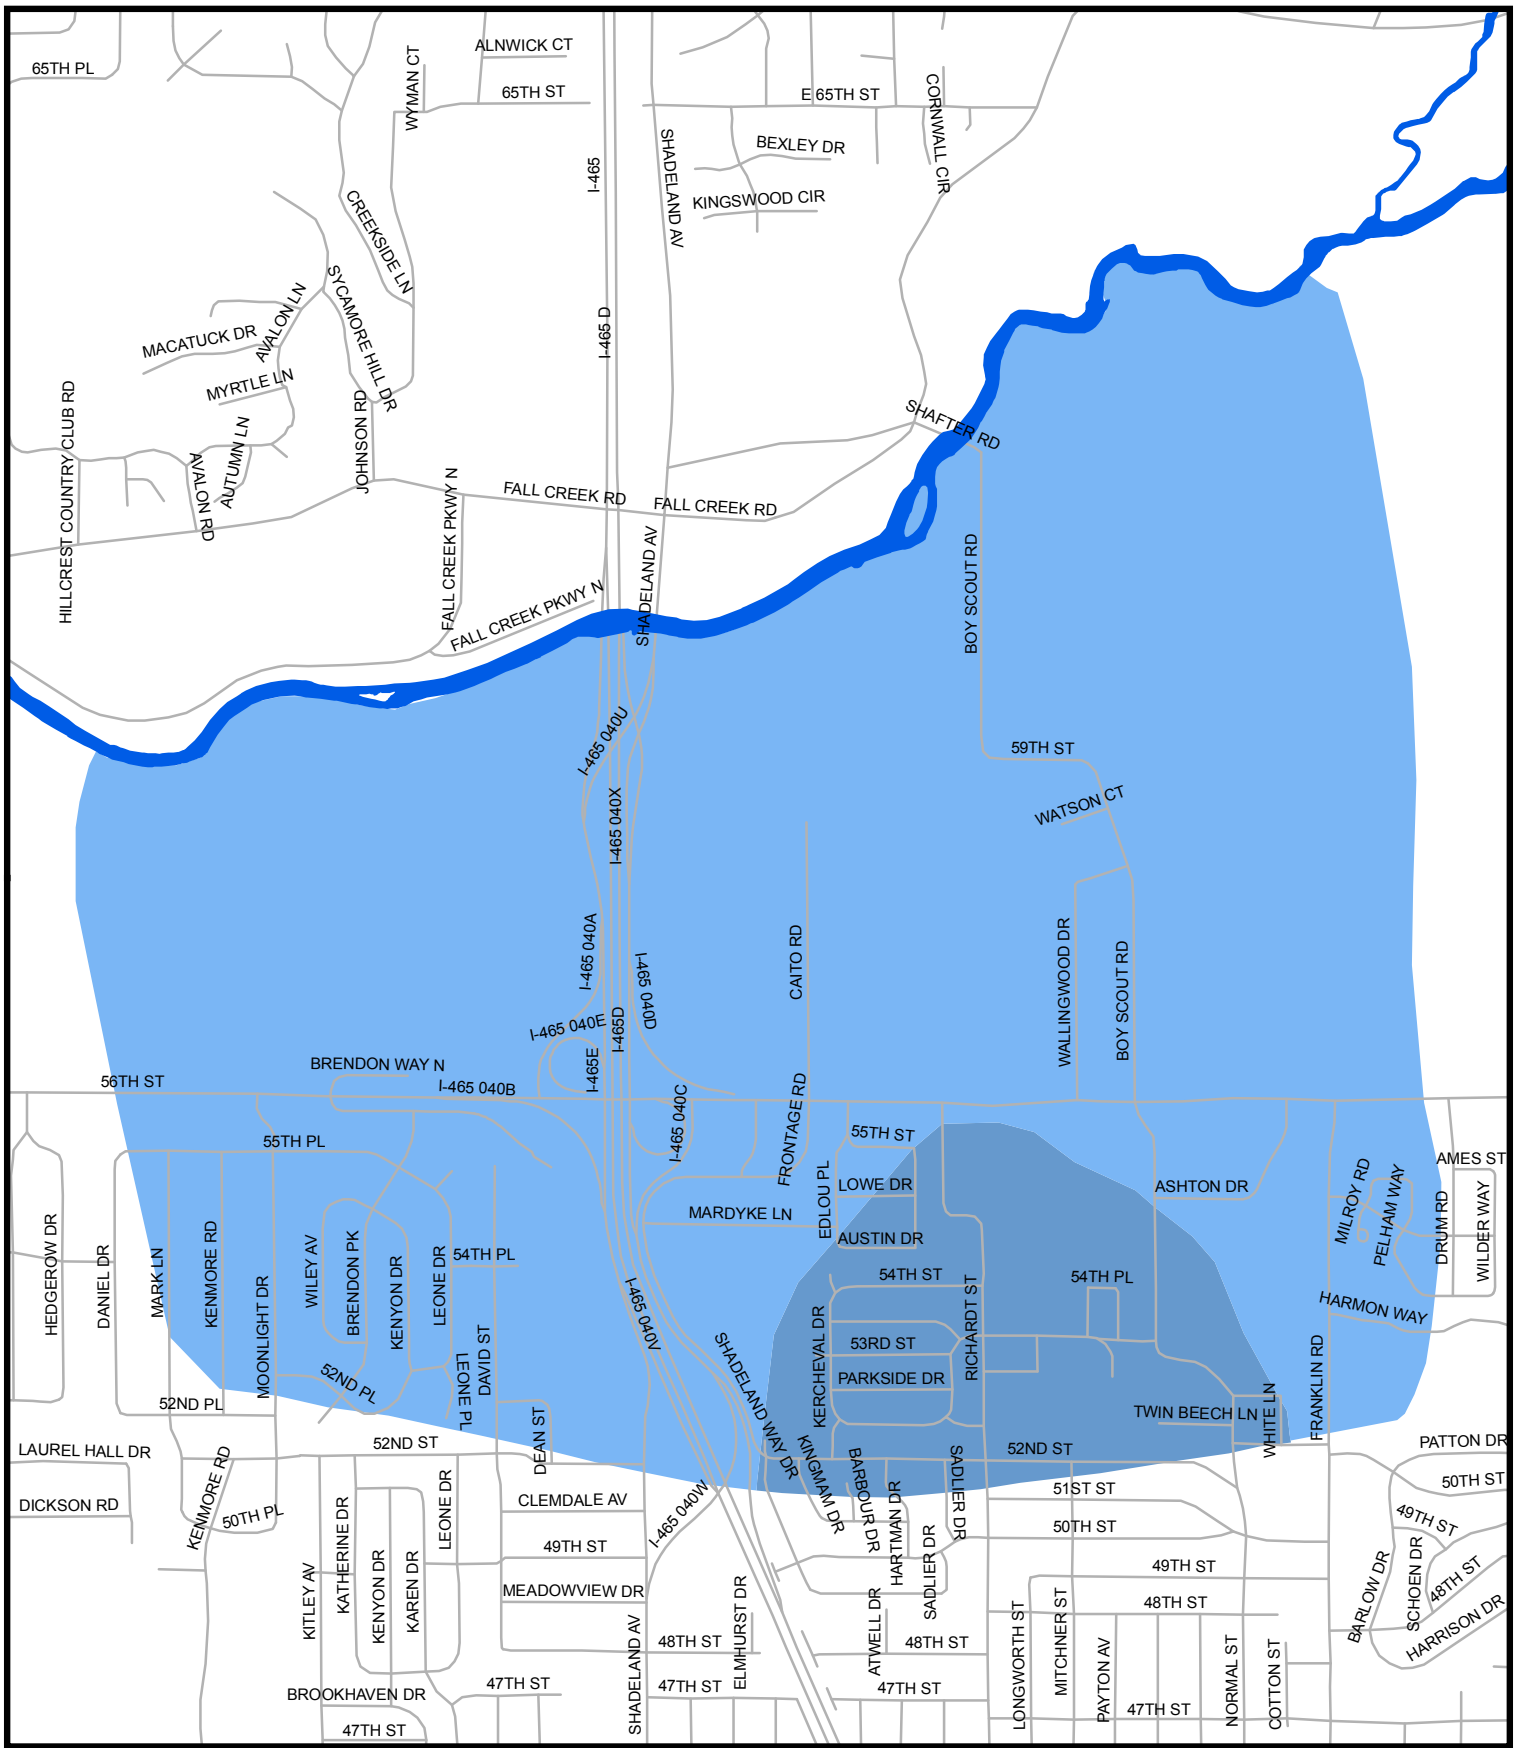 ALNWICK CT
65TH PL
WYMAN CT
65TH ST
E 65TH ST
CORNWALL CIR
I-465
SHADELAND AV
BEXLEY DR
KINGSWOOD CIR
CREEKSIDE LN
SYCAMORE HILL DR
AVALON LN
MACATUCK DR
I-465 D
MYRTLE LN
HILLCREST COUNTRY CLUB RD
JOHNSON RD
AUTUMN LN
AVALON RD
SHAFTER RD
FALL CREEK PKWY N
FALL CREEK RD
FALL CREEK RD
SHADELAND AV
BOY SCOUT RD
FALL CREEK PKWY N
I-465 040U
59TH ST
I-465 040X
WATSON CT
I-465 040A
I-465 040D
CAITO RD
WALLINGWOOD DR
BOY SCOUT RD
I-465 040E
I-465D
I-465E
BRENDON WAY N
56TH ST
I-465 040B
I-465 040C
FRONTAGE RD
55TH PL
55TH ST
AMES ST
EDLOU PL
LOWE DR
ASHTON DR
MILROY RD
PELHAM WAY
DRUM RD
WILDER WAY
MARDYKE LN
AUSTIN DR
HEDGEROW DR
DANIEL DR
MARK LN
KENMORE RD
MOONLIGHT DR
WILEY AV
BRENDON PK
KENYON DR
LEONE DR
54TH PL
54TH ST
RICHARDT ST
54TH PL
I-465 040V
HARMON WAY
KERCHEVAL DR
53RD ST
DAVID ST
LEONE PL
SHADELAND WAY DR
FRANKLIN RD
52ND PL
PARKSIDE DR
52ND PL
WHITE LN
TWIN BEECH LN
DEAN ST
52ND ST
52ND ST
LAUREL HALL DR
PATTON DR
KENMORE RD
KINGMAM DR
BARBOUR DR
SADLIER DR
50TH ST
DICKSON RD
50TH PL
LEONE DR
CLEMDALE AV
I-465 040W
HARTMAN DR
51ST ST
49TH ST
50TH ST
KATHERINE DR
KITLEY AV
KENYON DR
KAREN DR
49TH ST
SADLIER DR
49TH ST
BARLOW DR
SCHOEN DR
48TH ST
MEADOWVIEW DR
ELMHURST DR
ATWELL DR
LONGWORTH ST
MITCHNER ST
48TH ST
HARRISON DR
SHADELAND AV
48TH ST
48TH ST
PAYTON AV
NORMAL ST
COTTON ST
BROOKHAVEN DR
47TH ST
47TH ST
47TH ST
47TH ST
47TH ST